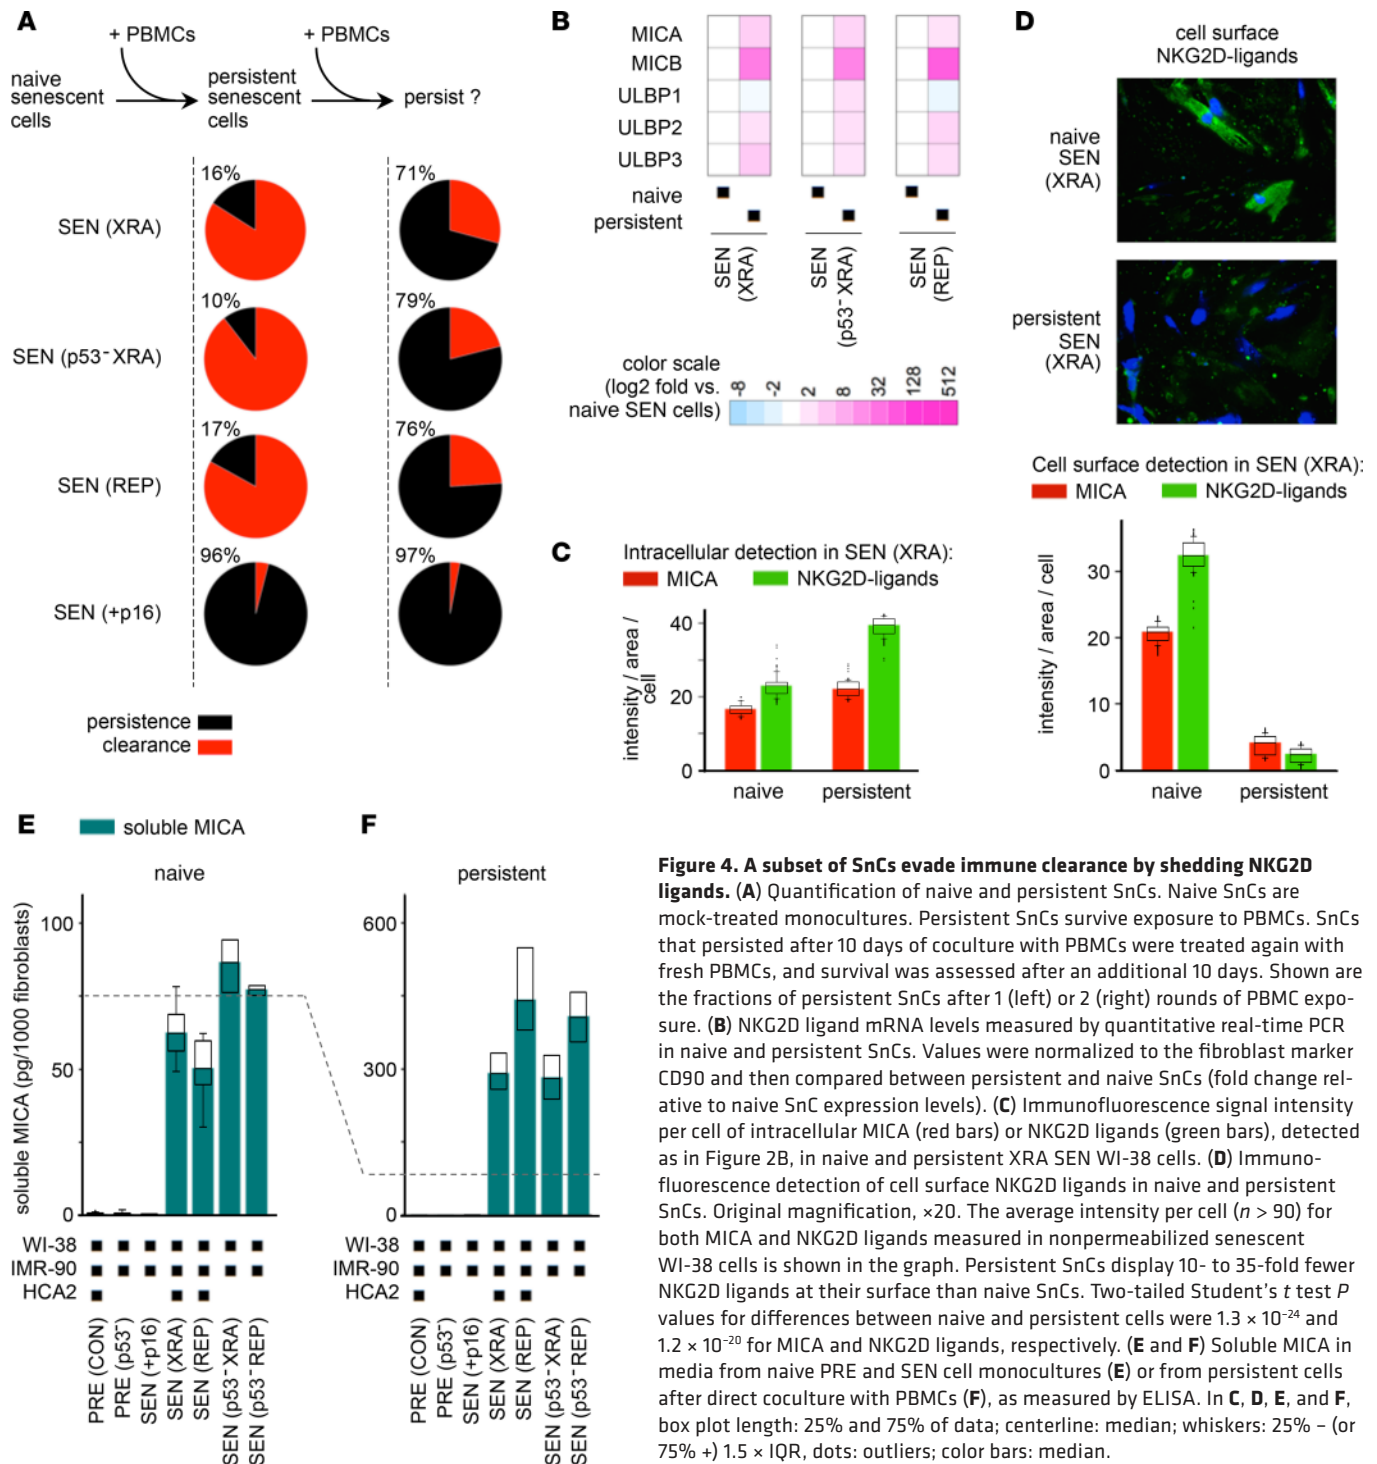 A
+ PBMCs
+ PBMCs
naive
senescent
cells
persistent
senescent
cells
persist ?
16%
71%
SEN (XRA)
10%
79%
SEN (p53⁻ XRA)
17%
76%
SEN (REP)
96%
97%
SEN (+p16)
persistence
clearance
B
MICA
MICB
ULBP1
ULBP2
ULBP3
naive
persistent
SEN
(XRA)
SEN
(p53⁻ XRA)
SEN
(REP)
color scale
(log2 fold vs.
naive SEN cells)
-8
-2
2
8
32
128
512
C
Intracellular detection in SEN (XRA):
MICA
NKG2D-ligands
intensity / area /
cell
40
20
0
naive
persistent
D
cell surface
NKG2D-ligands
naive
SEN
(XRA)
persistent
SEN
(XRA)
Cell surface detection in SEN (XRA):
MICA
NKG2D-ligands
intensity / area / cell
30
20
10
0
naive
persistent
E
soluble MICA
naive
soluble MICA (pg/1000 fibroblasts)
100
50
0
WI-38
IMR-90
HCA2
PRE (CON)
PRE (p53⁻)
SEN (+p16)
SEN (XRA)
SEN (REP)
SEN (p53⁻ XRA)
SEN (p53⁻ REP)
F
persistent
600
300
0
WI-38
IMR-90
HCA2
PRE (CON)
PRE (p53⁻)
SEN (+p16)
SEN (XRA)
SEN (REP)
SEN (p53⁻ XRA)
SEN (p53⁻ REP)
Figure 4. A subset of SnCs evade immune clearance by shedding NKG2D
ligands. (A) Quantification of naive and persistent SnCs. Naive SnCs are
mock-treated monocultures. Persistent SnCs survive exposure to PBMCs. SnCs
that persisted after 10 days of coculture with PBMCs were treated again with
fresh PBMCs, and survival was assessed after an additional 10 days. Shown are
the fractions of persistent SnCs after 1 (left) or 2 (right) rounds of PBMC expo-
sure. (B) NKG2D ligand mRNA levels measured by quantitative real-time PCR
in naive and persistent SnCs. Values were normalized to the fibroblast marker
CD90 and then compared between persistent and naive SnCs (fold change rel-
ative to naive SnC expression levels). (C) Immunofluorescence signal intensity
per cell of intracellular MICA (red bars) or NKG2D ligands (green bars), detected
as in Figure 2B, in naive and persistent XRA SEN WI-38 cells. (D) Immuno-
fluorescence detection of cell surface NKG2D ligands in naive and persistent
SnCs. Original magnification, ×20. The average intensity per cell (n > 90) for
both MICA and NKG2D ligands measured in nonpermeabilized senescent
WI-38 cells is shown in the graph. Persistent SnCs display 10- to 35-fold fewer
NKG2D ligands at their surface than naive SnCs. Two-tailed Student's t test P
values for differences between naive and persistent cells were 1.3 × 10⁻²⁴ and
1.2 × 10⁻²⁰ for MICA and NKG2D ligands, respectively. (E and F) Soluble MICA in
media from naive PRE and SEN cell monocultures (E) or from persistent cells
after direct coculture with PBMCs (F), as measured by ELISA. In C, D, E, and F,
box plot length: 25% and 75% of data; centerline: median; whiskers: 25% – (or
75% +) 1.5 × IQR, dots: outliers; color bars: median.